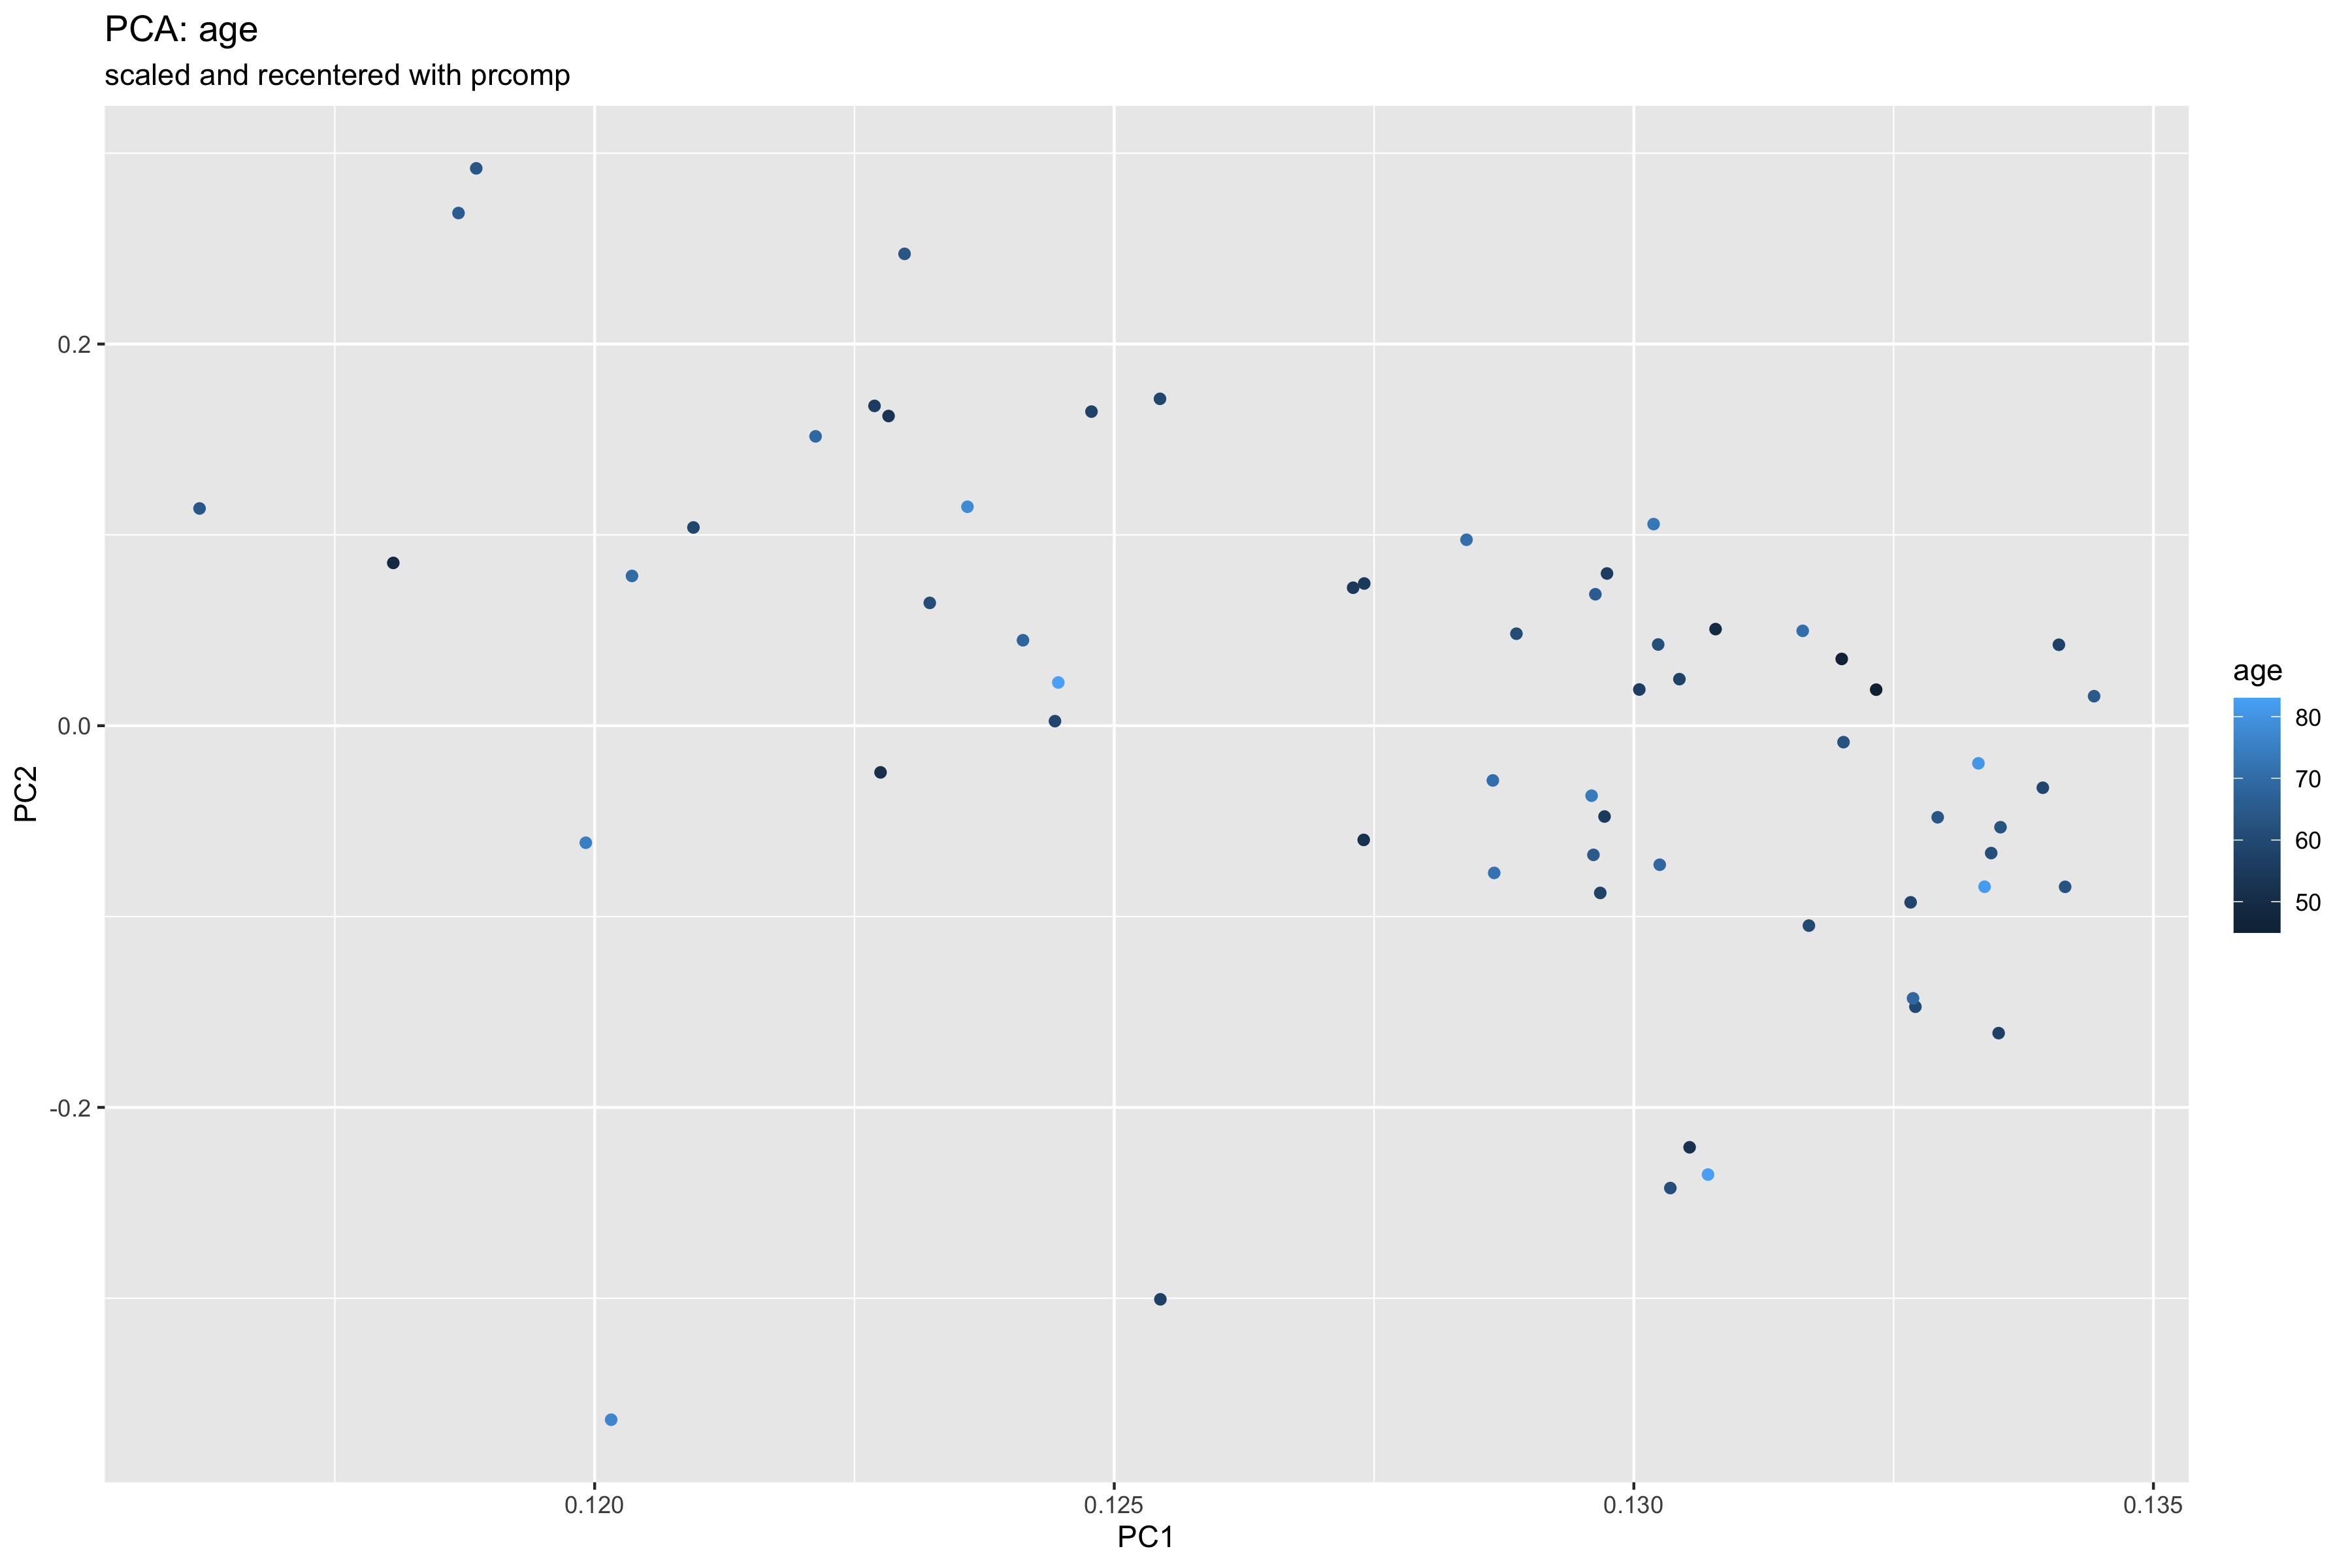 PCA: age
scaled and recentered with prcomp
0.2
0.0
-0.2
PC2
0.120
0.125
0.130
0.135
PC1
age
80
70
60
50